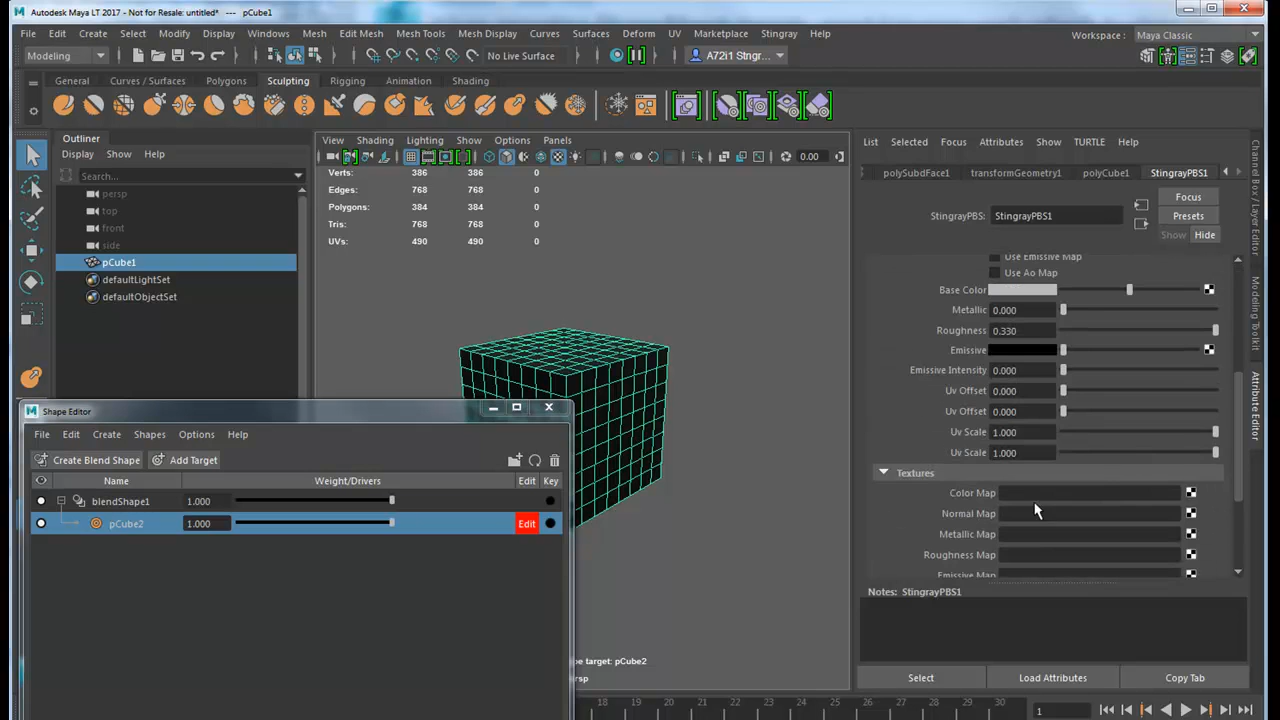 Autodesk Maya LT 2017 - Not for Resale: untitled* --- pCube1
File Edit Create Select Modify Display Windows Mesh Edit Mesh Mesh Tools Mesh Display Curves Surfaces Deform UV Marketplace Stingray Help
Workspace : Maya Classic
Modeling No Live Surface A72i1 Stngr...
General Curves / Surfaces Polygons Sculpting Rigging Animation Shading
Outliner
Display Show Help
Search...
persp
top
front
side
pCube1
defaultLightSet
defaultObjectSet
View Shading Lighting Show Options Panels
0.00
Verts: 386 386 0
Edges: 768 768 0
Polygons: 384 384 0
Tris: 768 768 0
UVs: 490 490 0
pe target: pCube2
rsp
List Selected Focus Attributes Show TURTLE Help
polySubdFace1 transformGeometry1 polyCube1 StingrayPBS1
Focus
StingrayPBS: StingrayPBS1 Presets
Show Hide
Use Emissive Map
Use Ao Map
Base Color
Metallic 0.000
Roughness 0.330
Emissive
Emissive Intensity 0.000
Uv Offset 0.000
Uv Offset 0.000
Uv Scale 1.000
Uv Scale 1.000
Textures
Color Map
Normal Map
Metallic Map
Roughness Map
Emissive Map
Notes: StingrayPBS1
Select Load Attributes Copy Tab
Channel Box / Layer Editor
Modeling Toolkit
Attribute Editor
Shape Editor
File Edit Create Shapes Options Help
Create Blend Shape Add Target
Name Weight/Drivers Edit Key
blendShape1 1.000
pCube2 1.000 Edit
18 19 20 21 22 23 24 25 26 27 28 29 30 1